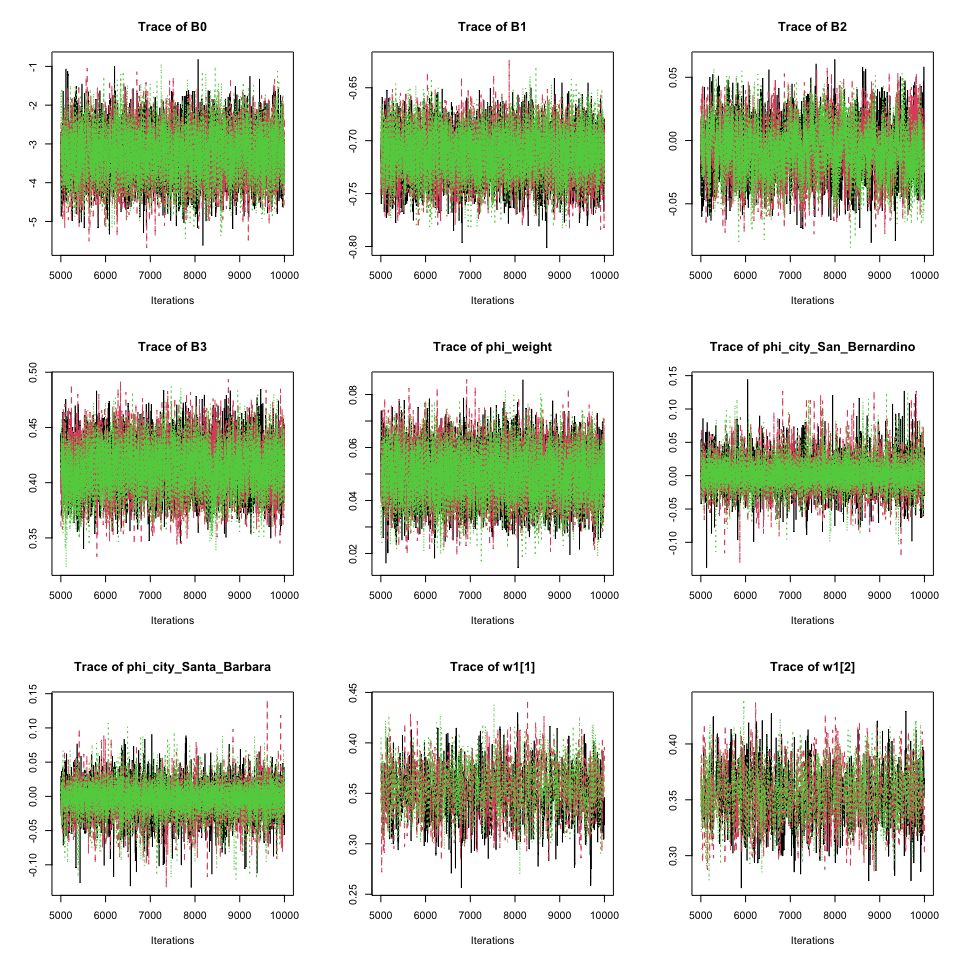 Trace of B0
-1
-2
-3
-4
-5
5000 6000 7000 8000 9000 10000
Iterations
Trace of B1
-0.65
-0.70
-0.75
-0.80
5000 6000 7000 8000 9000 10000
Iterations
Trace of B2
0.05
0.00
-0.05
5000 6000 7000 8000 9000 10000
Iterations
Trace of B3
0.50
0.45
0.40
0.35
5000 6000 7000 8000 9000 10000
Iterations
Trace of phi_weight
0.08
0.06
0.04
0.02
5000 6000 7000 8000 9000 10000
Iterations
Trace of phi_city_San_Bernardino
0.15
0.10
0.05
0.00
-0.05
-0.10
5000 6000 7000 8000 9000 10000
Iterations
Trace of phi_city_Santa_Barbara
0.15
0.10
0.05
0.00
-0.05
-0.10
5000 6000 7000 8000 9000 10000
Iterations
Trace of w1[1]
0.45
0.40
0.35
0.30
0.25
5000 6000 7000 8000 9000 10000
Iterations
Trace of w1[2]
0.40
0.35
0.30
5000 6000 7000 8000 9000 10000
Iterations